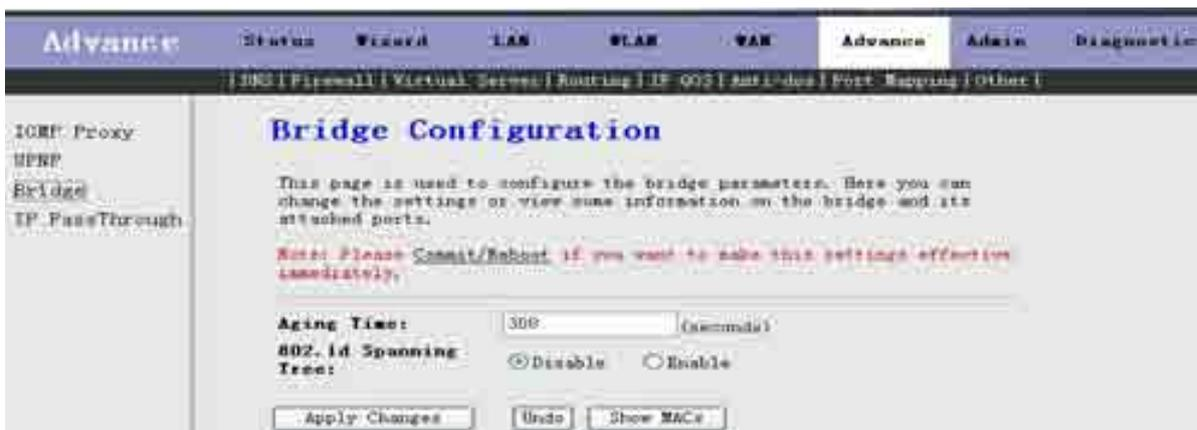 Advance
Status Wizard LAN WLAN WAN Advance Admin Diagnostic
| DNS | Firewall | Virtual Server | Routing | IP QOS | Anti-dos | Port Mapping | Other |
IGMP Proxy
UPNP
Bridge
IP PassThrough
Bridge Configuration
This page is used to configure the bridge parameters. Here you can
change the settings or view some information on the bridge and its
attached ports.
Note: Please Commit/Reboot if you want to make this settings effective
immediately.
Aging Time: 300 (seconds)
802.1d Spanning
Tree: Disable Enable
Apply Changes Undo Show MACs